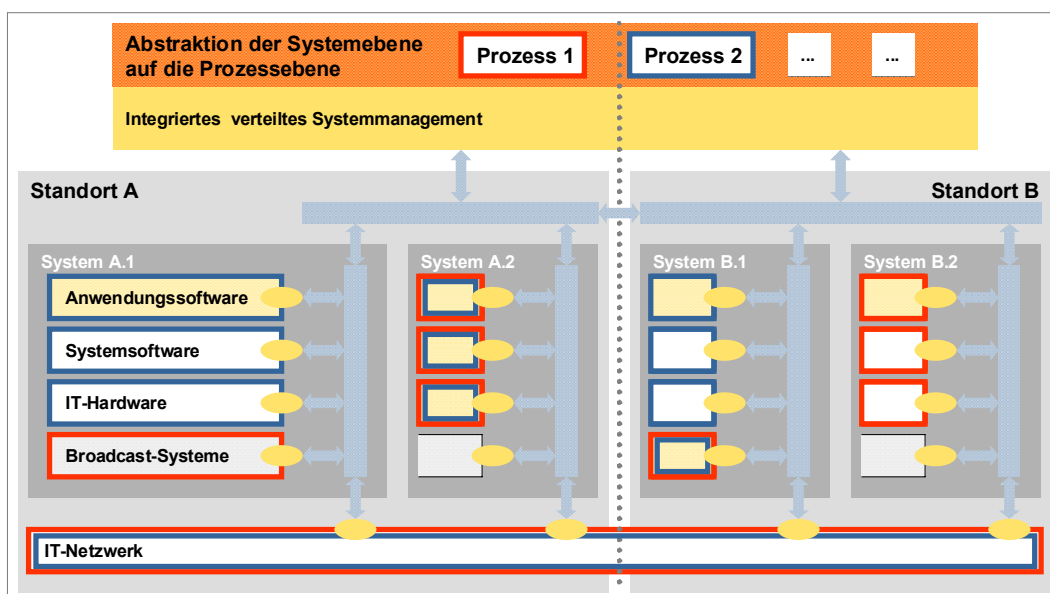 Abstraktion der Systemebene
auf die Prozessebene
Prozess 1
Prozess 2
...
...
Integriertes verteiltes Systemmanagement
Standort A
Standort B
System A.1
System A.2
System B.1
System B.2
Anwendungssoftware
Systemsoftware
IT-Hardware
Broadcast-Systeme
IT-Netzwerk